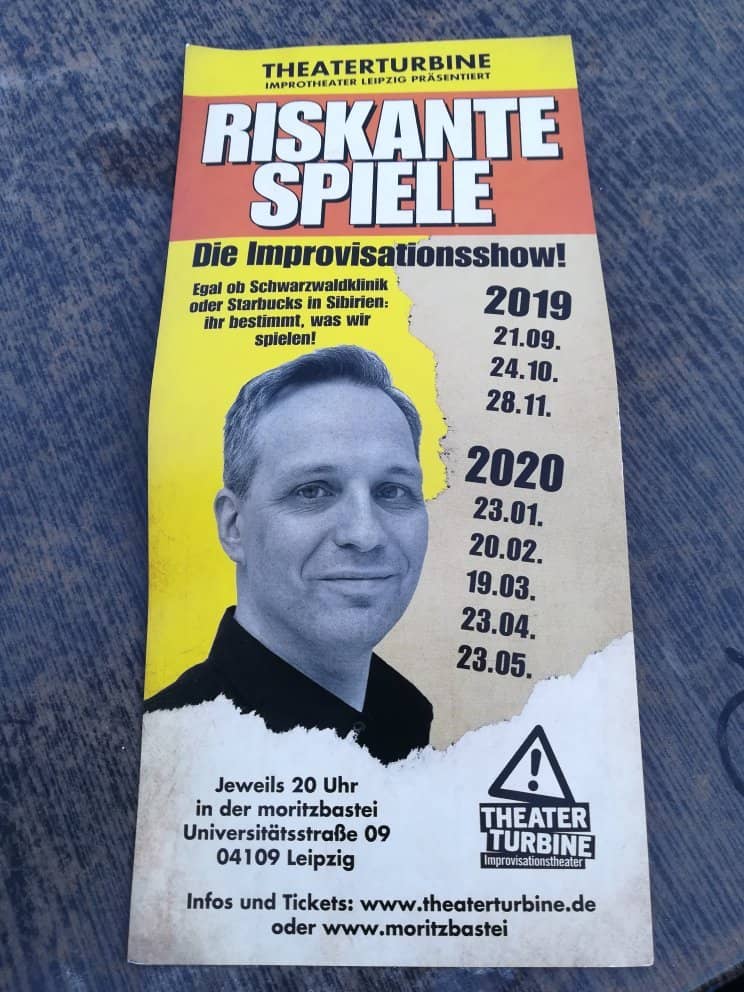 THEATERTURBINE
IMPROTHEATER LEIPZIG PRÄSENTIERT
RISKANTE
SPIELE
Die Improvisationsshow!
Egal ob Schwarzwaldklinik
oder Starbucks in Sibirien:
ihr bestimmt, was wir
spielen!
2019
21.09.
24.10.
28.11.
2020
23.01.
20.02.
19.03.
23.04.
23.05.
Jeweils 20 Uhr
in der moritzbastei
Universitätsstraße 09
04109 Leipzig
!
THEATER
TURBINE
Improvisationstheater
Infos und Tickets: www.theaterturbine.de
oder www.moritzbastei